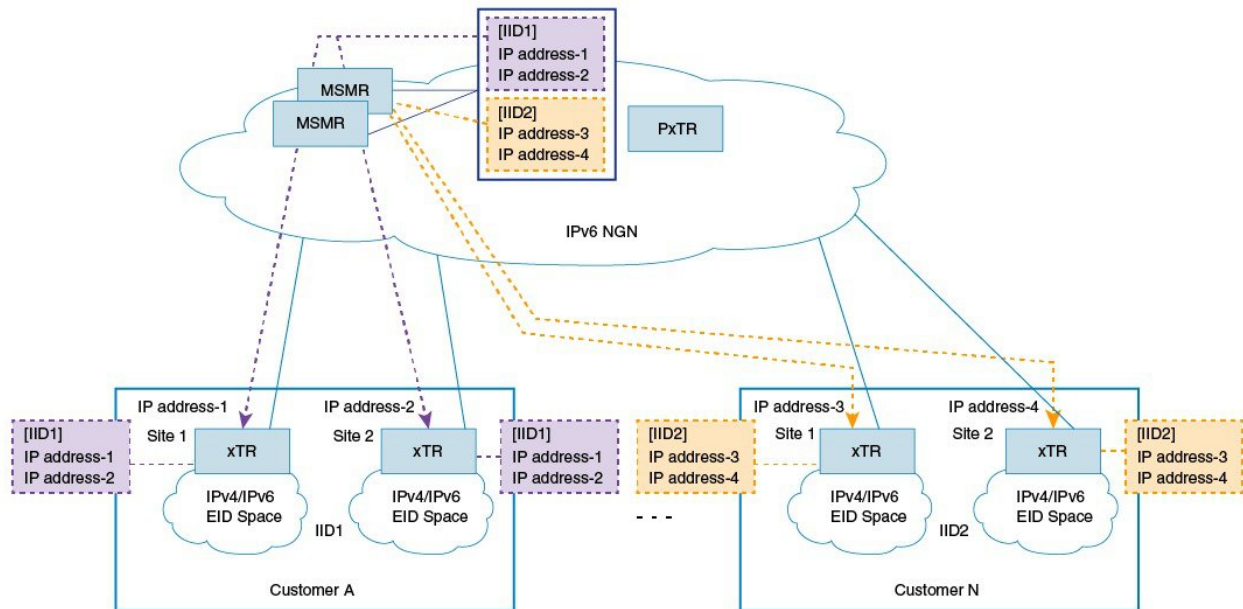 [IID1]
IP address-1
IP address-2
MSMR
MSMR
[IID2]
IP address-3
IP address-4
PxTR
IPv6 NGN
IP address-1
IP address-2
Site 1
xTR
Site 2
xTR
[IID1]
IP address-1
IP address-2
[IID1]
IP address-1
IP address-2
IPv4/IPv6
EID Space
IPv4/IPv6
EID Space
IID1
Customer A
- - -
IP address-3
IP address-4
Site 1
xTR
Site 2
xTR
[IID2]
IP address-3
IP address-4
[IID2]
IP address-3
IP address-4
IPv4/IPv6
EID Space
IPv4/IPv6
EID Space
IID2
Customer N